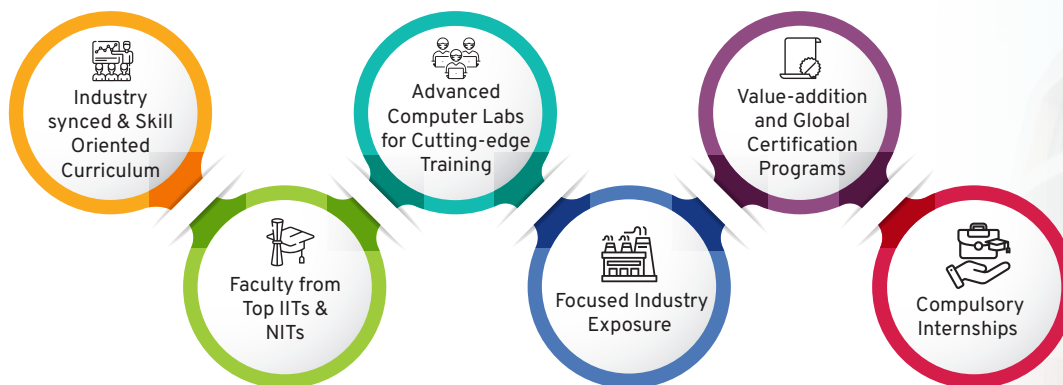 Industry
synced & Skill
Oriented
Curriculum
Faculty from
Top IITs &
NITs
Advanced
Computer Labs
for Cutting-edge
Training
Focused Industry
Exposure
Value-addition
and Global
Certification
Programs
Compulsory
Internships